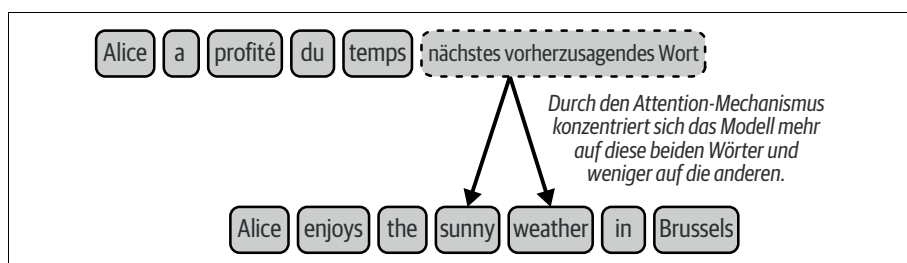 Alice a profité du temps nächstes vorherzusagendes Wort
Durch den Attention-Mechanismus
konzentriert sich das Modell mehr
auf diese beiden Wörter und
weniger auf die anderen.
Alice enjoys the sunny weather in Brussels